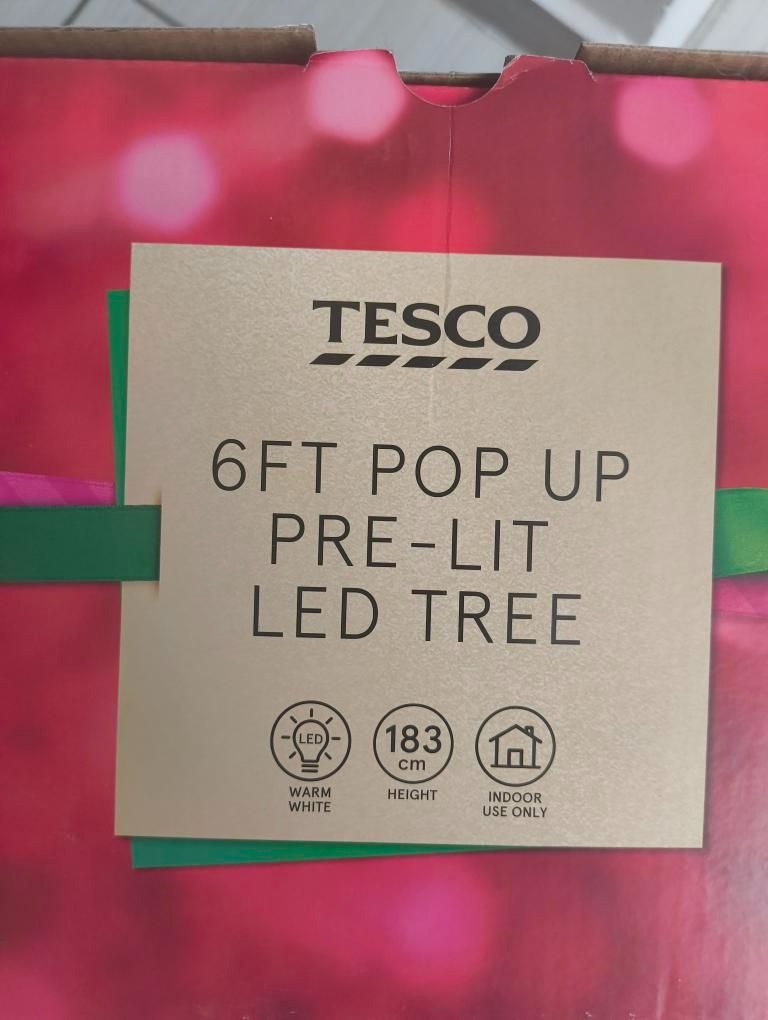 TESCO
6FT POP UP
PRE-LIT
LED TREE
LED
WARM
WHITE
183
cm
HEIGHT
INDOOR
USE ONLY